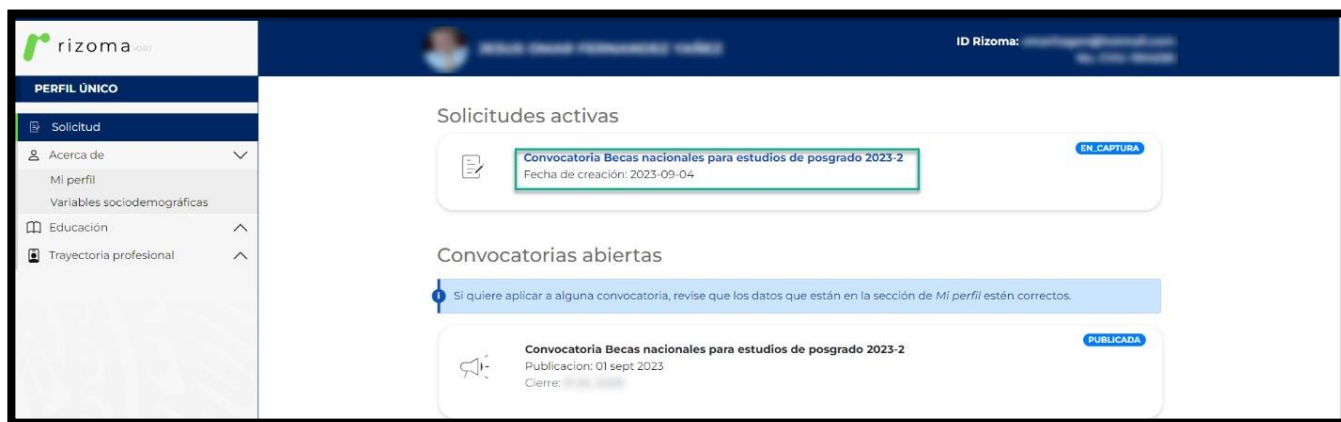 rizoma
ID Rizoma:
PERFIL ÚNICO
Solicitud
Acerca de
Mi perfil
Variables sociodemográficas
Educación
Trayectoria profesional
Solicitudes activas
EN_CAPTURA
Convocatoria Becas nacionales para estudios de posgrado 2023-2
Fecha de creación: 2023-09-04
Convocatorias abiertas
Si quiere aplicar a alguna convocatoria, revise que los datos que están en la sección de Mi perfil estén correctos.
PUBLICADA
Convocatoria Becas nacionales para estudios de posgrado 2023-2
Publicacion: 01 sept 2023
Cierre: